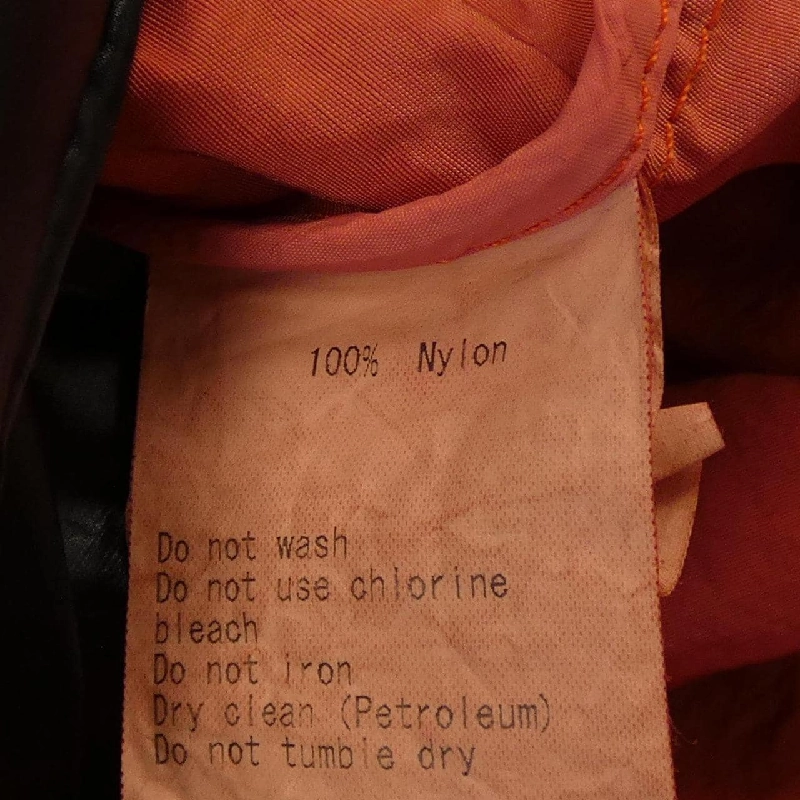 100% Nylon
Do not wash
Do not use chlorine
bleach
Do not iron
Dry clean (Petroleum)
Do not tumble dry